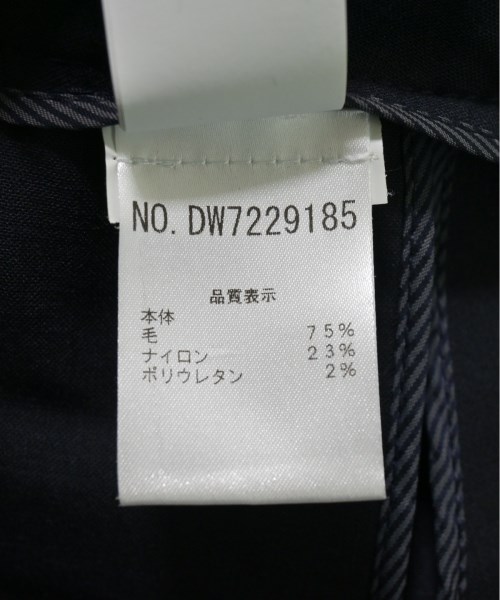 NO. DW7229185
品質表示
本体
毛 75%
ナイロン 23%
ポリウレタン 2%